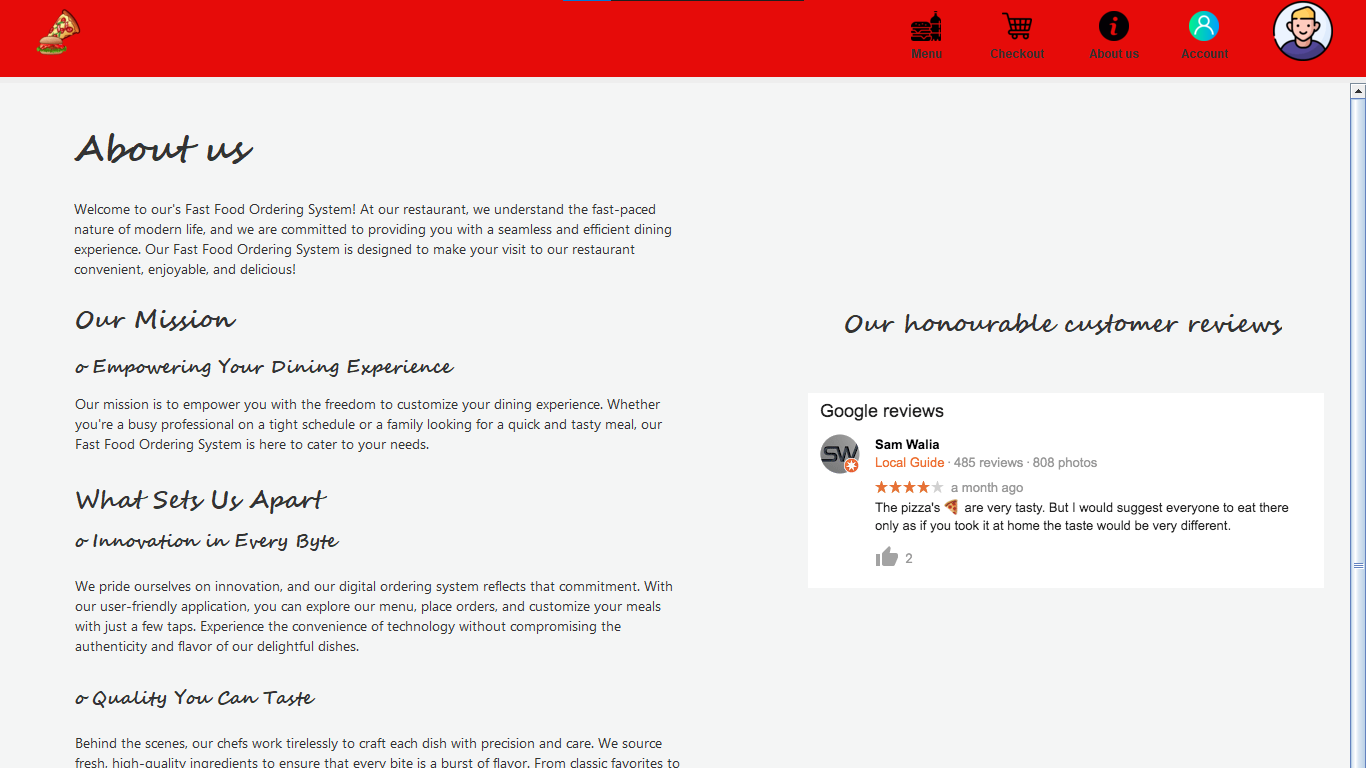 Menu
Checkout
About us
Account
About us
Welcome to our's Fast Food Ordering System! At our restaurant, we understand the fast-paced
nature of modern life, and we are committed to providing you with a seamless and efficient dining
experience. Our Fast Food Ordering System is designed to make your visit to our restaurant
convenient, enjoyable, and delicious!
Our Mission
o Empowering Your Dining Experience
Our mission is to empower you with the freedom to customize your dining experience. Whether
you're a busy professional on a tight schedule or a family looking for a quick and tasty meal, our
Fast Food Ordering System is here to cater to your needs.
What Sets Us Apart
o Innovation in Every Byte
We pride ourselves on innovation, and our digital ordering system reflects that commitment. With
our user-friendly application, you can explore our menu, place orders, and customize your meals
with just a few taps. Experience the convenience of technology without compromising the
authenticity and flavor of our delightful dishes.
o Quality You Can Taste
Behind the scenes, our chefs work tirelessly to craft each dish with precision and care. We source
fresh, high-quality ingredients to ensure that every bite is a burst of flavor. From classic favorites to
Our honourable customer reviews
Google reviews
SW
Sam Walia
Local Guide · 485 reviews · 808 photos
a month ago
The pizza's 🍕 are very tasty. But I would suggest everyone to eat there
only as if you took it at home the taste would be very different.
2